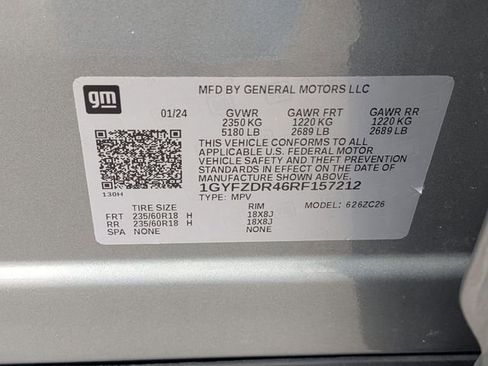 gm
MFD BY GENERAL MOTORS LLC
01/24 GVWR GAWR FRT GAWR RR
2350 KG 1220 KG 1220 KG
5180 LB 2689 LB 2689 LB
THIS VEHICLE CONFORMS TO ALL
APPLICABLE U.S. FEDERAL MOTOR
VEHICLE SAFETY AND THEFT PREVENTION
STANDARDS IN EFFECT ON THE DATE OF
MANUFACTURE SHOWN ABOVE.
1GYFZDR46RF157212
130H TYPE: MPV MODEL: 626ZC26
TIRE SIZE RIM
FRT 235/60R18 H 18X8J
RR 235/60R18 H 18X8J
SPA NONE NONE